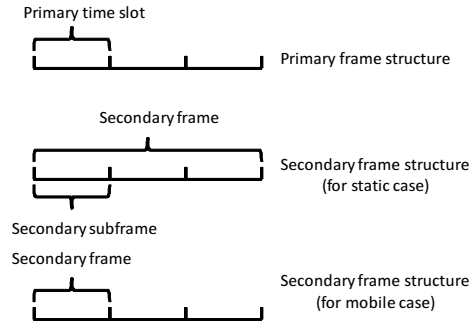 Primary time slot
Primary frame structure
Secondary frame
Secondary frame structure
(for static case)
Secondary subframe
Secondary frame
Secondary frame structure
(for mobile case)